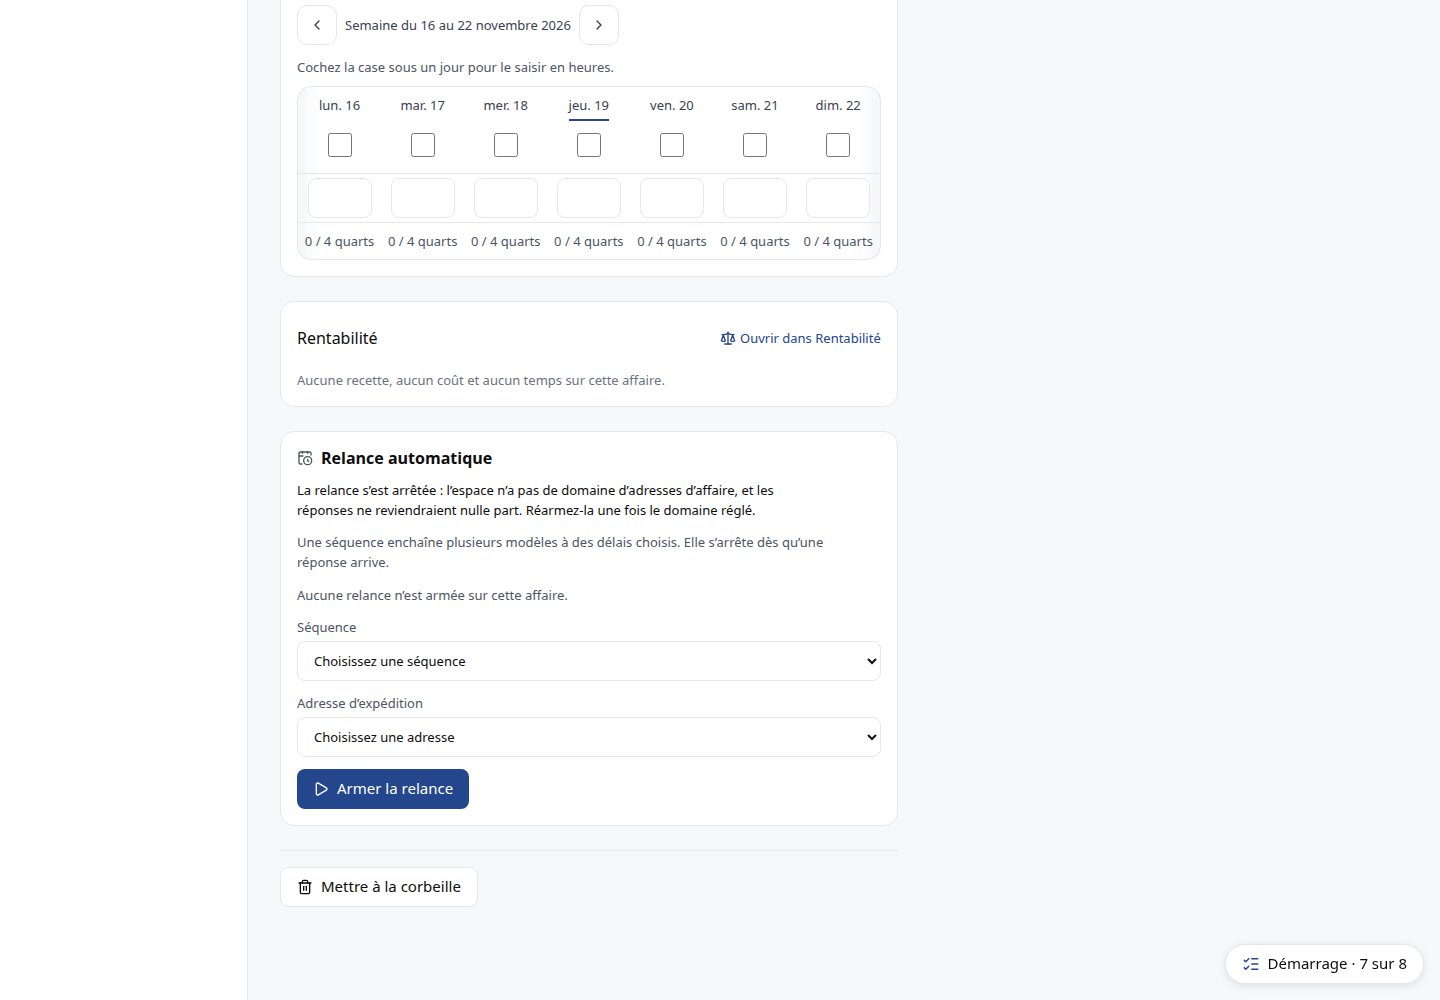 Semaine du 16 au 22 novembre 2026
Cochez la case sous un jour pour le saisir en heures.
lun. 16 mar. 17 mer. 18 jeu. 19 ven. 20 sam. 21 dim. 22
0 / 4 quarts 0 / 4 quarts 0 / 4 quarts 0 / 4 quarts 0 / 4 quarts 0 / 4 quarts 0 / 4 quarts
Rentabilité
Ouvrir dans Rentabilité
Aucune recette, aucun coût et aucun temps sur cette affaire.
Relance automatique
La relance s’est arrêtée : l’espace n’a pas de domaine d’adresses d’affaire, et les
réponses ne reviendraient nulle part. Réarmez-la une fois le domaine réglé.
Une séquence enchaîne plusieurs modèles à des délais choisis. Elle s’arrête dès qu’une
réponse arrive.
Aucune relance n’est armée sur cette affaire.
Séquence
Choisissez une séquence
Adresse d’expédition
Choisissez une adresse
Armer la relance
Mettre à la corbeille
Démarrage · 7 sur 8